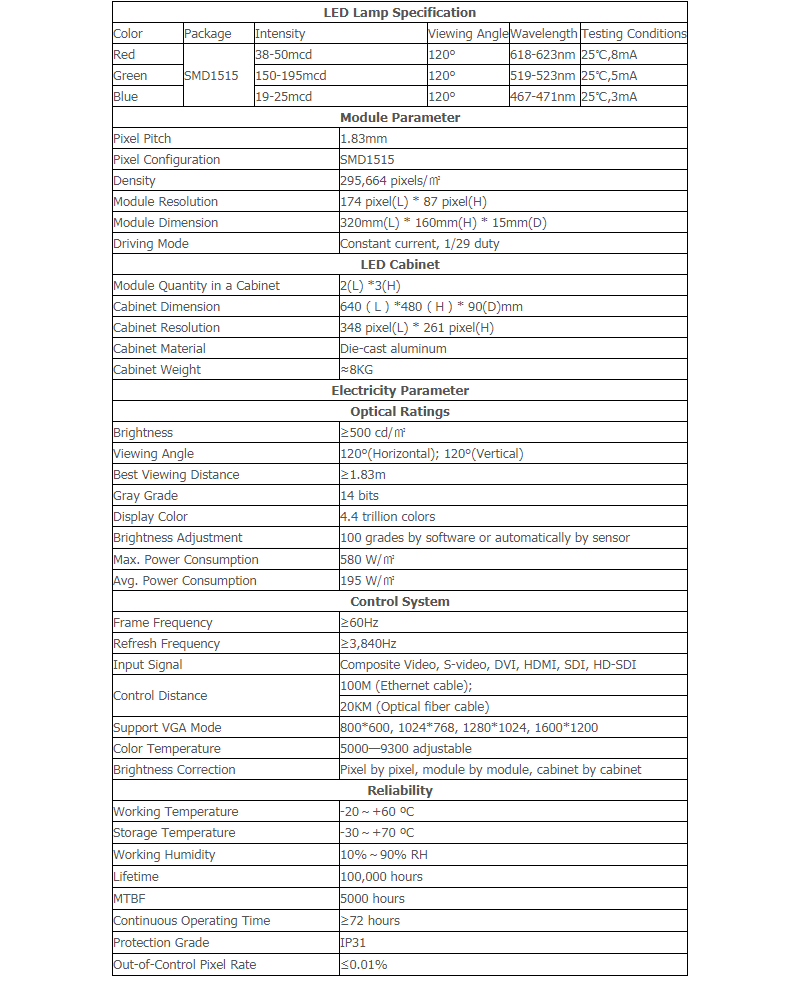 LED Lamp Specification
Color Package Intensity Viewing Angle Wavelength Testing Conditions
Red 38-50mcd 120º 618-623nm 25℃,8mA
Green SMD1515 150-195mcd 120º 519-523nm 25℃,5mA
Blue 19-25mcd 120º 467-471nm 25℃,3mA
Module Parameter
Pixel Pitch 1.83mm
Pixel Configuration SMD1515
Density 295,664 pixels/㎡
Module Resolution 174 pixel(L) * 87 pixel(H)
Module Dimension 320mm(L) * 160mm(H) * 15mm(D)
Driving Mode Constant current, 1/29 duty
LED Cabinet
Module Quantity in a Cabinet 2(L) *3(H)
Cabinet Dimension 640 ( L ) *480 ( H ) * 90(D)mm
Cabinet Resolution 348 pixel(L) * 261 pixel(H)
Cabinet Material Die-cast aluminum
Cabinet Weight ≈8KG
Electricity Parameter
Optical Ratings
Brightness ≥500 cd/㎡
Viewing Angle 120º(Horizontal); 120º(Vertical)
Best Viewing Distance ≥1.83m
Gray Grade 14 bits
Display Color 4.4 trillion colors
Brightness Adjustment 100 grades by software or automatically by sensor
Max. Power Consumption 580 W/㎡
Avg. Power Consumption 195 W/㎡
Control System
Frame Frequency ≥60Hz
Refresh Frequency ≥3,840Hz
Input Signal Composite Video, S-video, DVI, HDMI, SDI, HD-SDI
Control Distance 100M (Ethernet cable);
20KM (Optical fiber cable)
Support VGA Mode 800*600, 1024*768, 1280*1024, 1600*1200
Color Temperature 5000—9300 adjustable
Brightness Correction Pixel by pixel, module by module, cabinet by cabinet
Reliability
Working Temperature -20～+60 ºC
Storage Temperature -30～+70 ºC
Working Humidity 10%～90% RH
Lifetime 100,000 hours
MTBF 5000 hours
Continuous Operating Time ≥72 hours
Protection Grade IP31
Out-of-Control Pixel Rate ≤0.01%